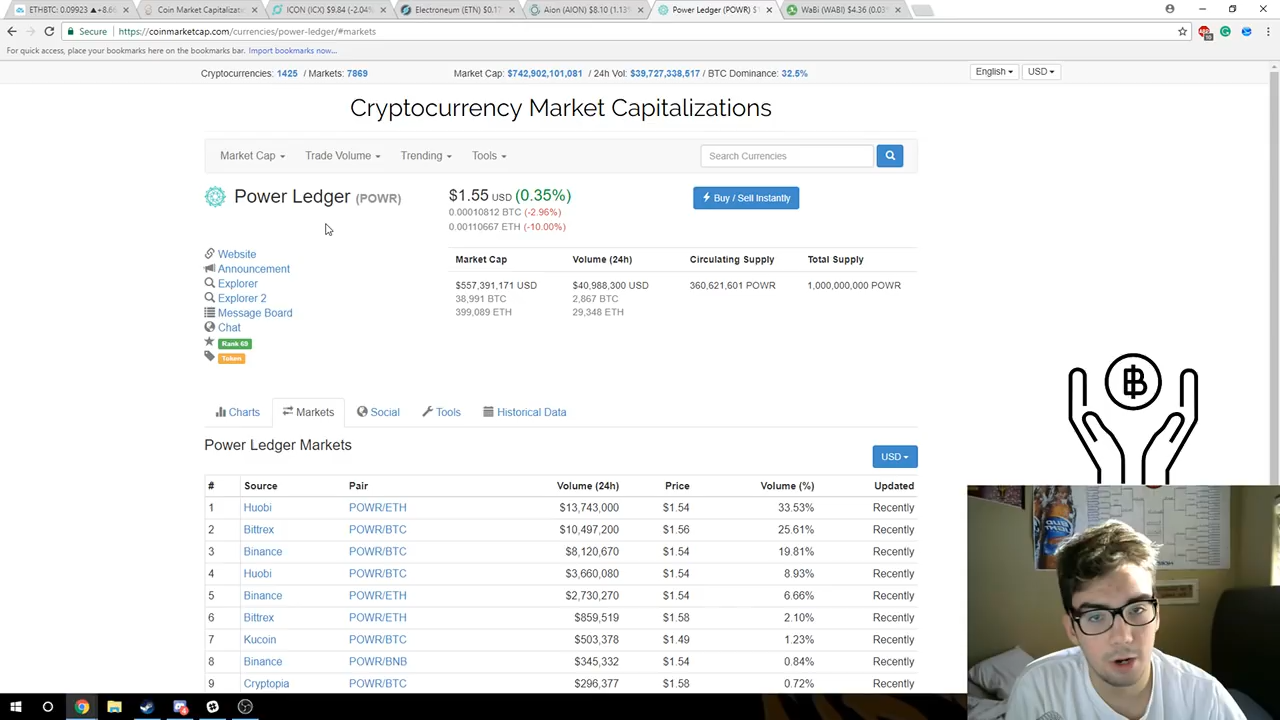 ETHBTC: 0.09923 ▲+8.66
Coin Market Capitalizati
ICON (ICX) $9.84 (-2.04%
Electroneum (ETN) $0.1
Aion (AION) $8.10 (1.13%
Power Ledger (POWR) $1
WaBi (WABI) $4.36 (0.03%
Secure
https://coinmarketcap.com/currencies/power-ledger/#markets
For quick access, place your bookmarks here on the bookmarks bar. Import bookmarks now...
Cryptocurrencies: 1425 / Markets: 7869
Market Cap: $742,902,101,081 / 24h Vol: $39,727,338,517 / BTC Dominance: 32.5%
English
USD
Cryptocurrency Market Capitalizations
Market Cap Trade Volume Trending Tools
Search Currencies
Power Ledger (POWR)
$1.55 USD (0.35%)
0.00010812 BTC (-2.96%)
0.00110667 ETH (-10.00%)
Buy / Sell Instantly
Website
Announcement
Explorer
Explorer 2
Message Board
Chat
Rank 69
Token
Market Cap Volume (24h) Circulating Supply Total Supply
$557,391,171 USD $40,988,300 USD 360,621,601 POWR 1,000,000,000 POWR
38,991 BTC 2,867 BTC
399,089 ETH 29,348 ETH
Charts Markets Social Tools Historical Data
Power Ledger Markets
USD
# Source Pair Volume (24h) Price Volume (%) Updated
1 Huobi POWR/ETH $13,743,000 $1.54 33.53% Recently
2 Bittrex POWR/BTC $10,497,200 $1.56 25.61% Recently
3 Binance POWR/BTC $8,120,670 $1.54 19.81% Recently
4 Huobi POWR/BTC $3,660,080 $1.54 8.93% Recently
5 Binance POWR/ETH $2,730,270 $1.54 6.66% Recently
6 Bittrex POWR/ETH $859,519 $1.58 2.10% Recently
7 Kucoin POWR/BTC $503,378 $1.49 1.23% Recently
8 Binance POWR/BNB $345,332 $1.54 0.84% Recently
9 Cryptopia POWR/BTC $296,377 $1.58 0.72% Recently
BUD
LIGHT